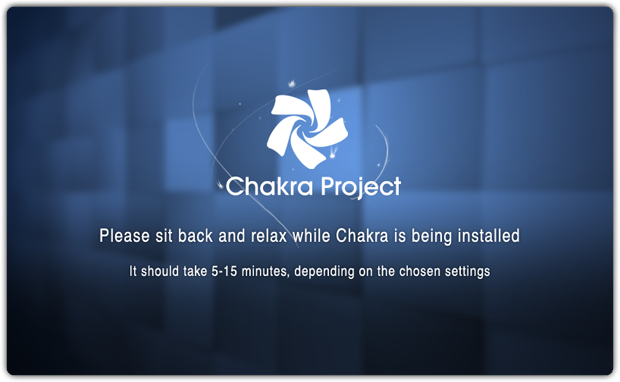 Chakra Project
Please sit back and relax while Chakra is being installed
It should take 5-15 minutes, depending on the chosen settings